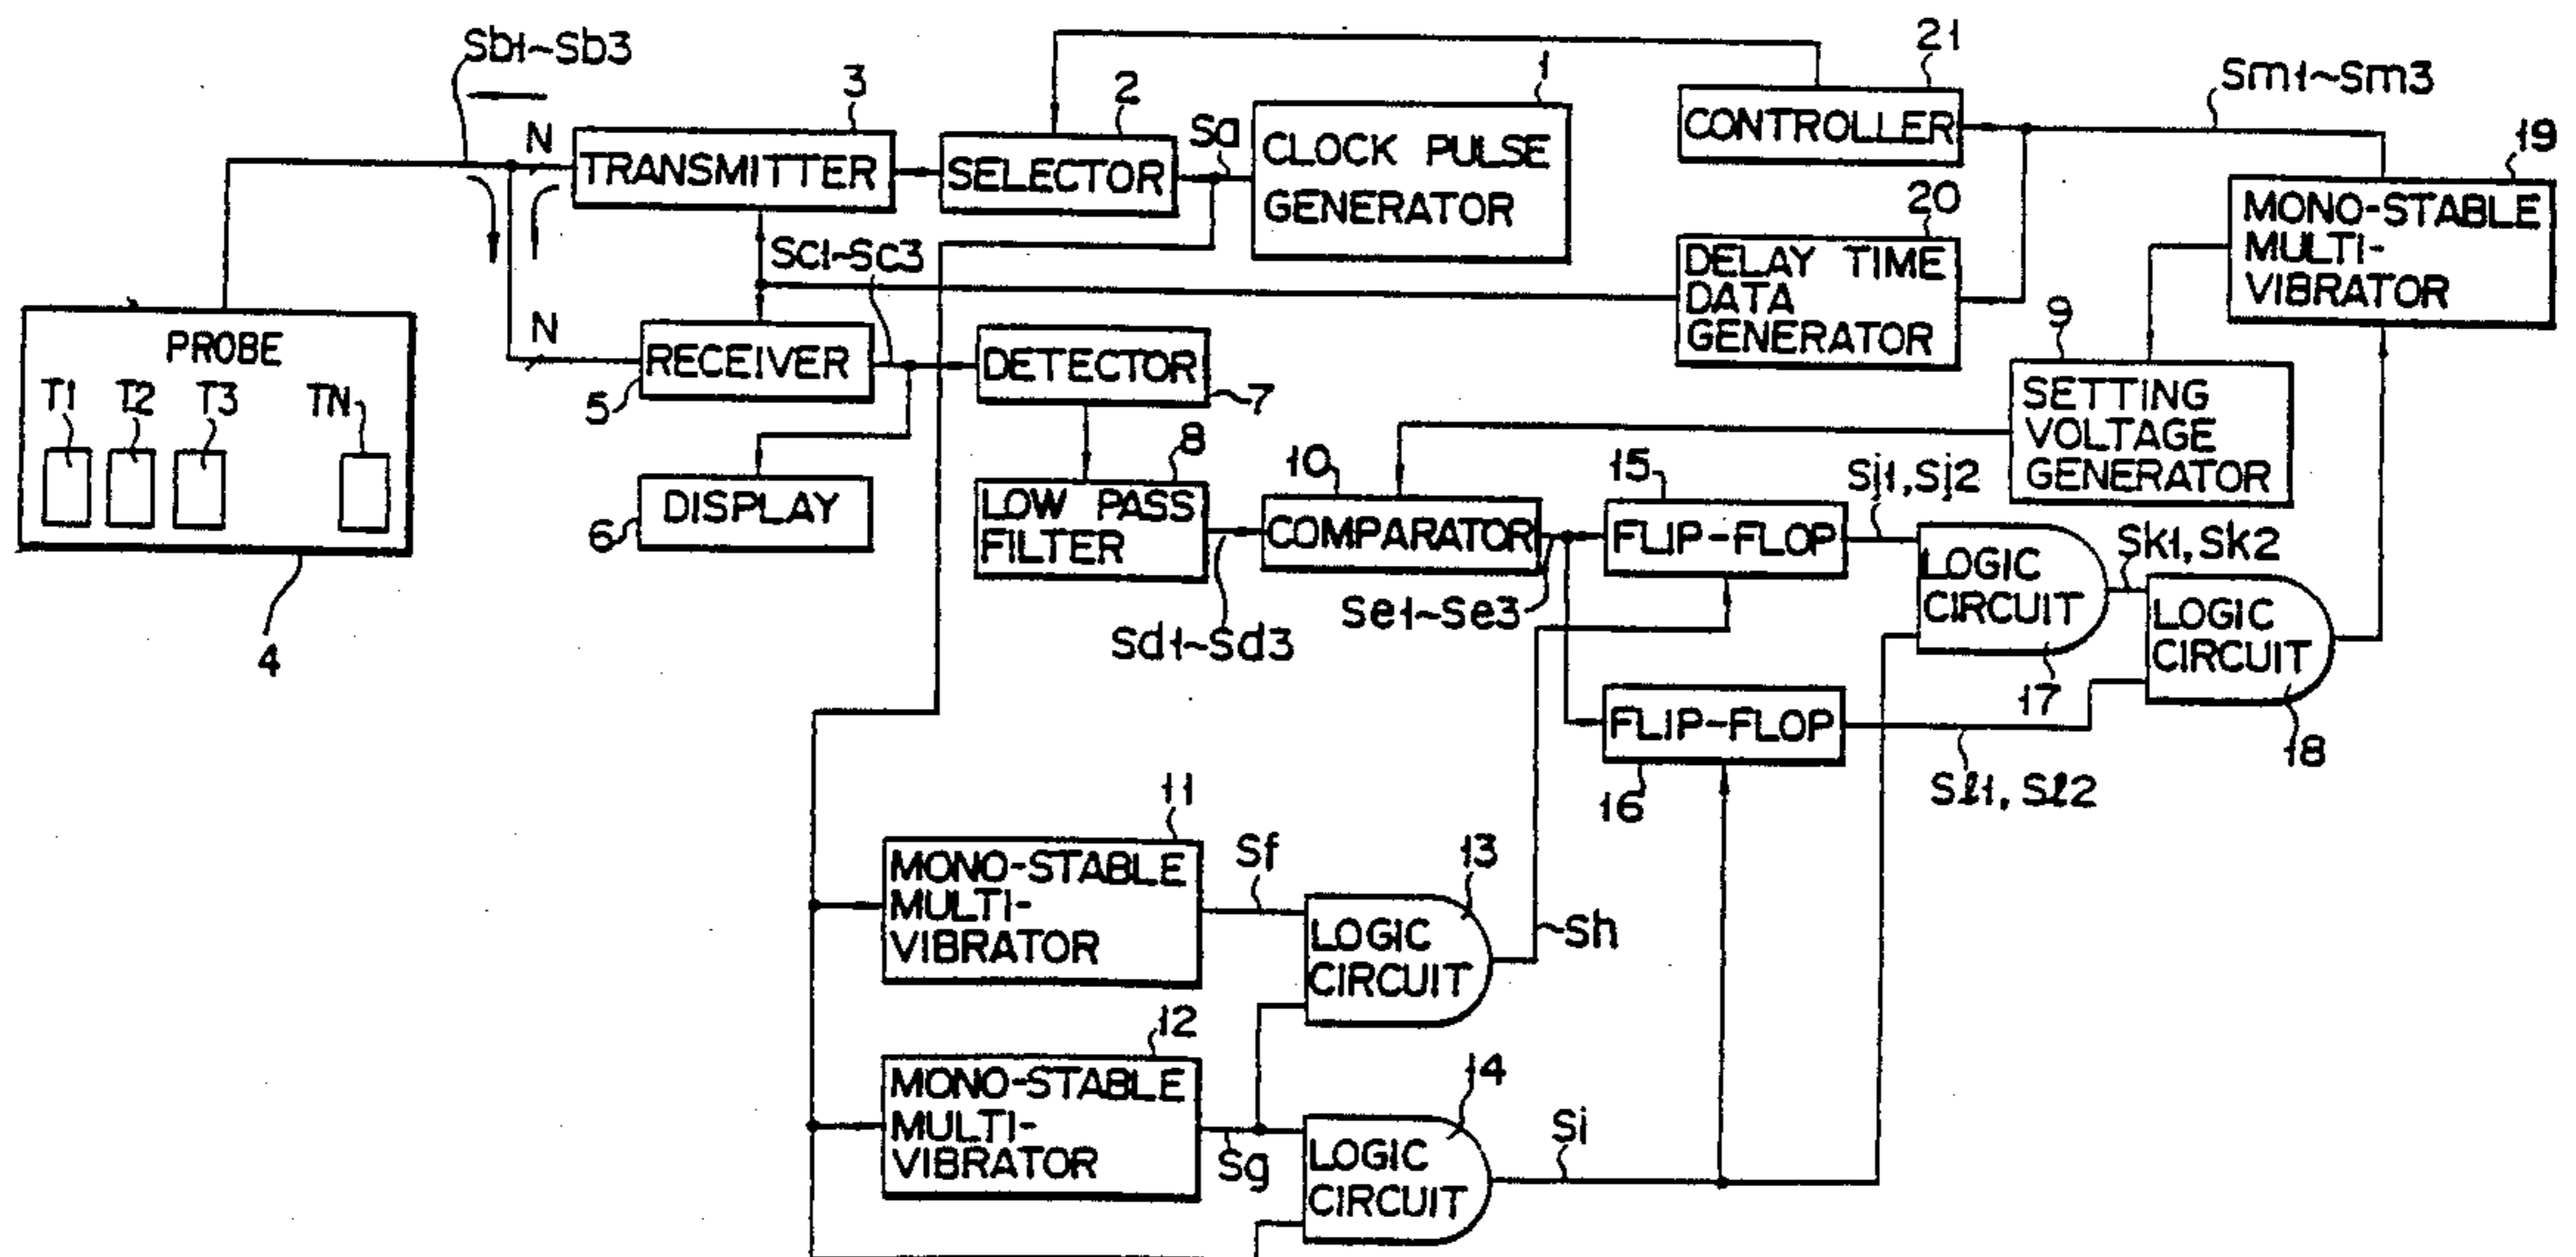 Sb1~Sb3
N
3
TRANSMITTER
2
SELECTOR
Sa
1
CLOCK PULSE
GENERATOR
21
CONTROLLER
Sm1~Sm3
19
MONO-STABLE
MULTI-
VIBRATOR
20
DELAY TIME
DATA
GENERATOR
Sc1~Sc3
N
RECEIVER
5
DETECTOR
7
PROBE
T1
T2
T3
TN
4
DISPLAY
6
8
LOW PASS
FILTER
Sd1~Sd3
9
SETTING
VOLTAGE
GENERATOR
10
COMPARATOR
Se1~Se3
15
FLIP-FLOP
Sj1, Sj2
LOGIC
CIRCUIT
17
Sk1, Sk2
LOGIC
CIRCUIT
18
FLIP-FLOP
16
Sℓ1, Sℓ2
11
MONO-STABLE
MULTI-
VIBRATOR
Sf
13
LOGIC
CIRCUIT
Sh
12
MONO-STABLE
MULTI-
VIBRATOR
Sg
14
LOGIC
CIRCUIT
Si